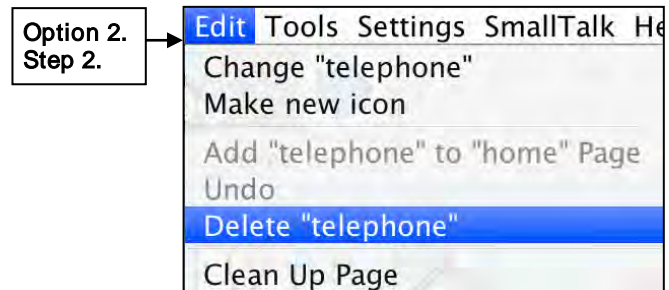 Option 2.
Step 2.
Edit Tools Settings SmallTalk
Change "telephone"
Make new icon
Add "telephone" to "home" Page
Undo
Delete "telephone"
Clean Up Page